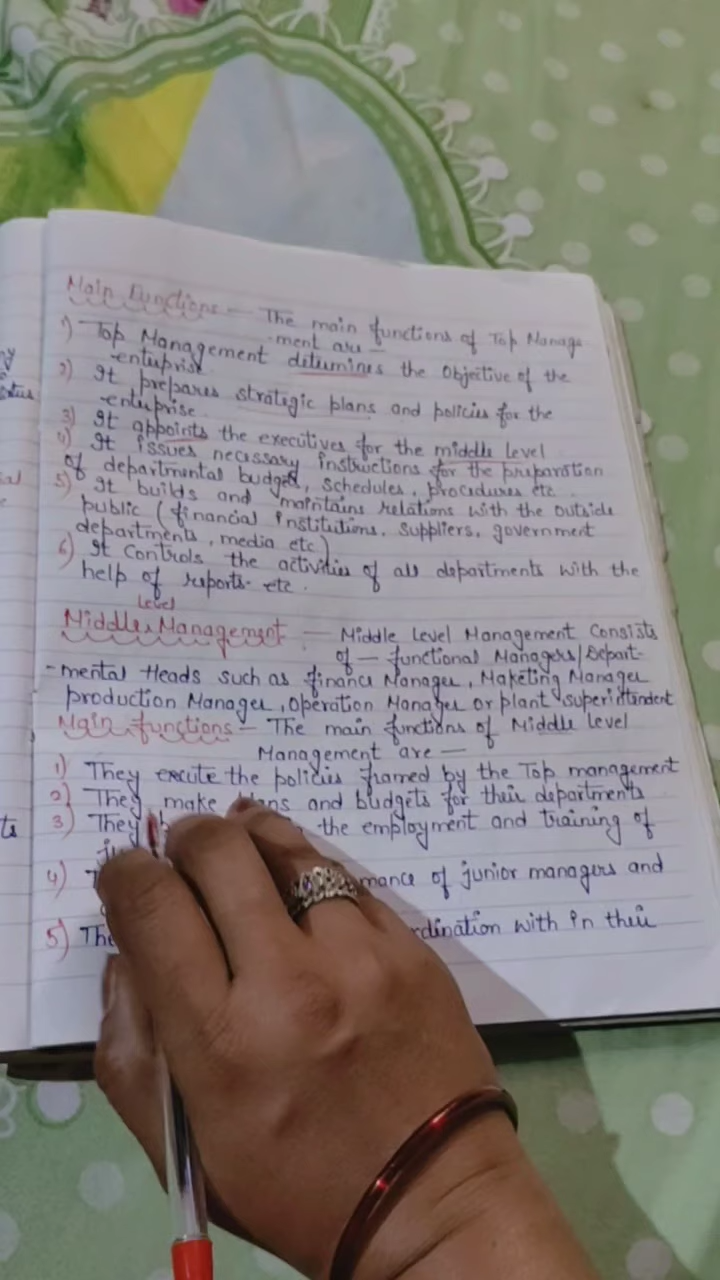 Main Functions — The main functions of Top Manage-
-ment are —
1) Top Management ditumines the Objective of the
enteuprise.
2) It prepares strategic plans and policies for the
enteuprise.
3) It appoints the executives for the middle level
4) It issues necessary instructions for the preparation
of departmental budget, schedules, procedures etc.
5) It builds and maintains relations with the outside
public (financial institutions, suppliers, government
departments, media etc)
6) It Controls the activities of all departments with the
help of reports etc.
Middle Level Management — Middle Level Management Consists
of — functional Managers/Depart-
-mental Heads such as finance Manager, Maketing Manager
production Manager, Operation Manager or plant superintendent
Main functions — The main functions of Middle Level
Management are —
1) They excute the policies framed by the Top management
2) They make plans and budgets for their departments
3) They the employment and training of
4) mance of junior managers and
5) The rdination with in their